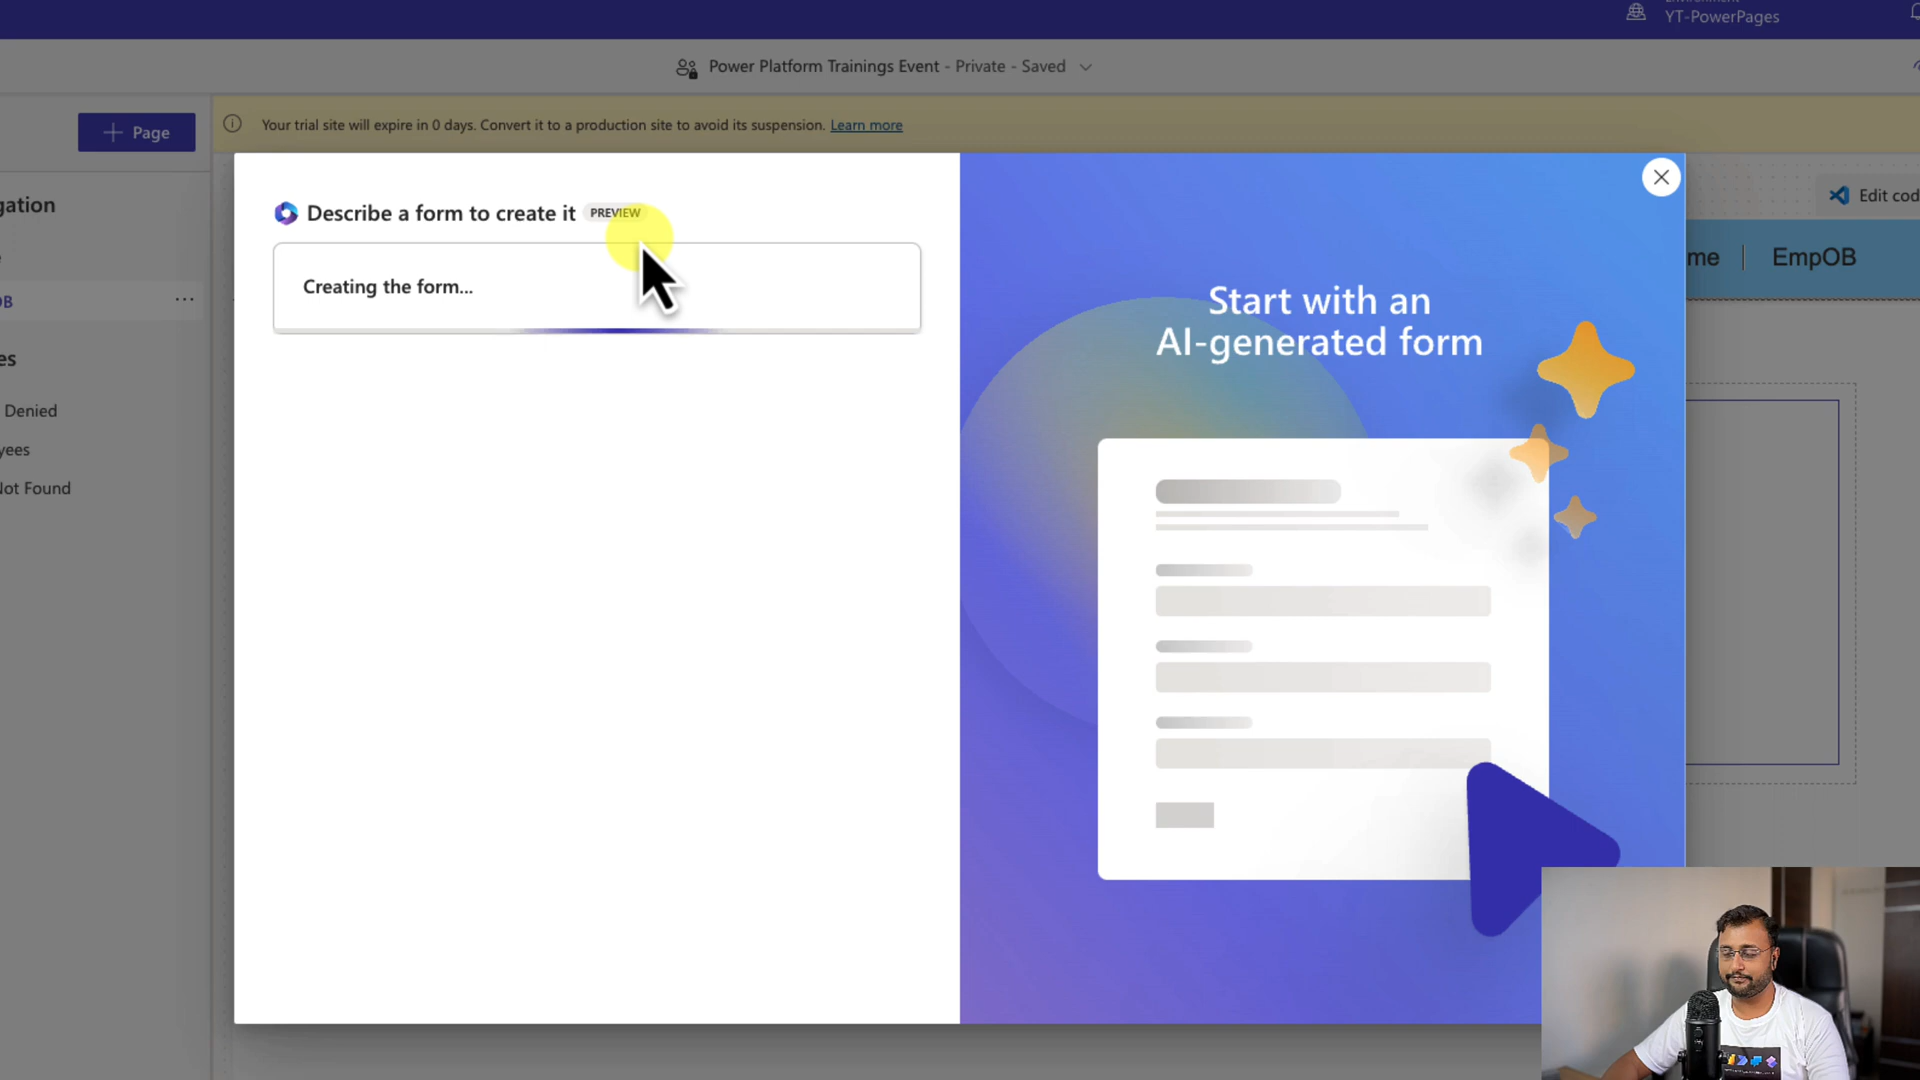 YT-PowerPages
Power Platform Trainings Event - Private - Saved
Page
Your trial site will expire in 0 days. Convert it to a production site to avoid its suspension. Learn more
gation
Describe a form to create it PREVIEW
Edit cod
Creating the form...
me | EmpOB
OB
...
Start with an
AI-generated form
es
Denied
yees
Not Found